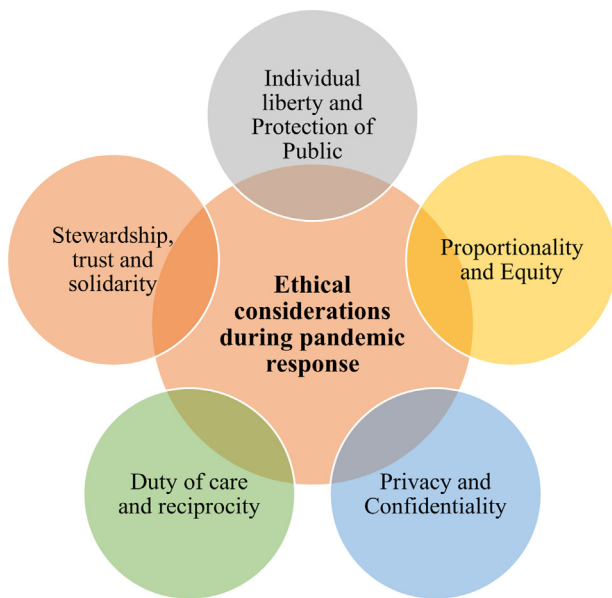 Individual
liberty and
Protection of
Public
Stewardship,
trust and
solidarity
Proportionality
and Equity
Ethical
considerations
during pandemic
response
Duty of care
and reciprocity
Privacy and
Confidentiality